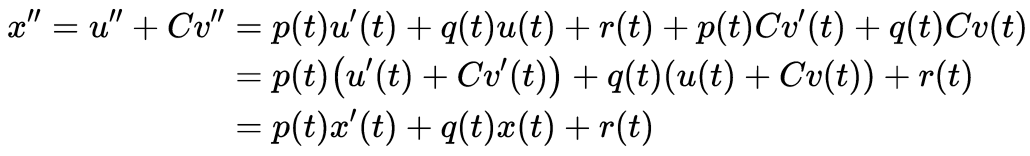 x″ = u″ + Cv″ = p(t)u′(t) + q(t)u(t) + r(t) + p(t)Cv′(t) + q(t)Cv(t)
= p(t)(u′(t) + Cv′(t)) + q(t)(u(t) + Cv(t)) + r(t)
= p(t)x′(t) + q(t)x(t) + r(t)